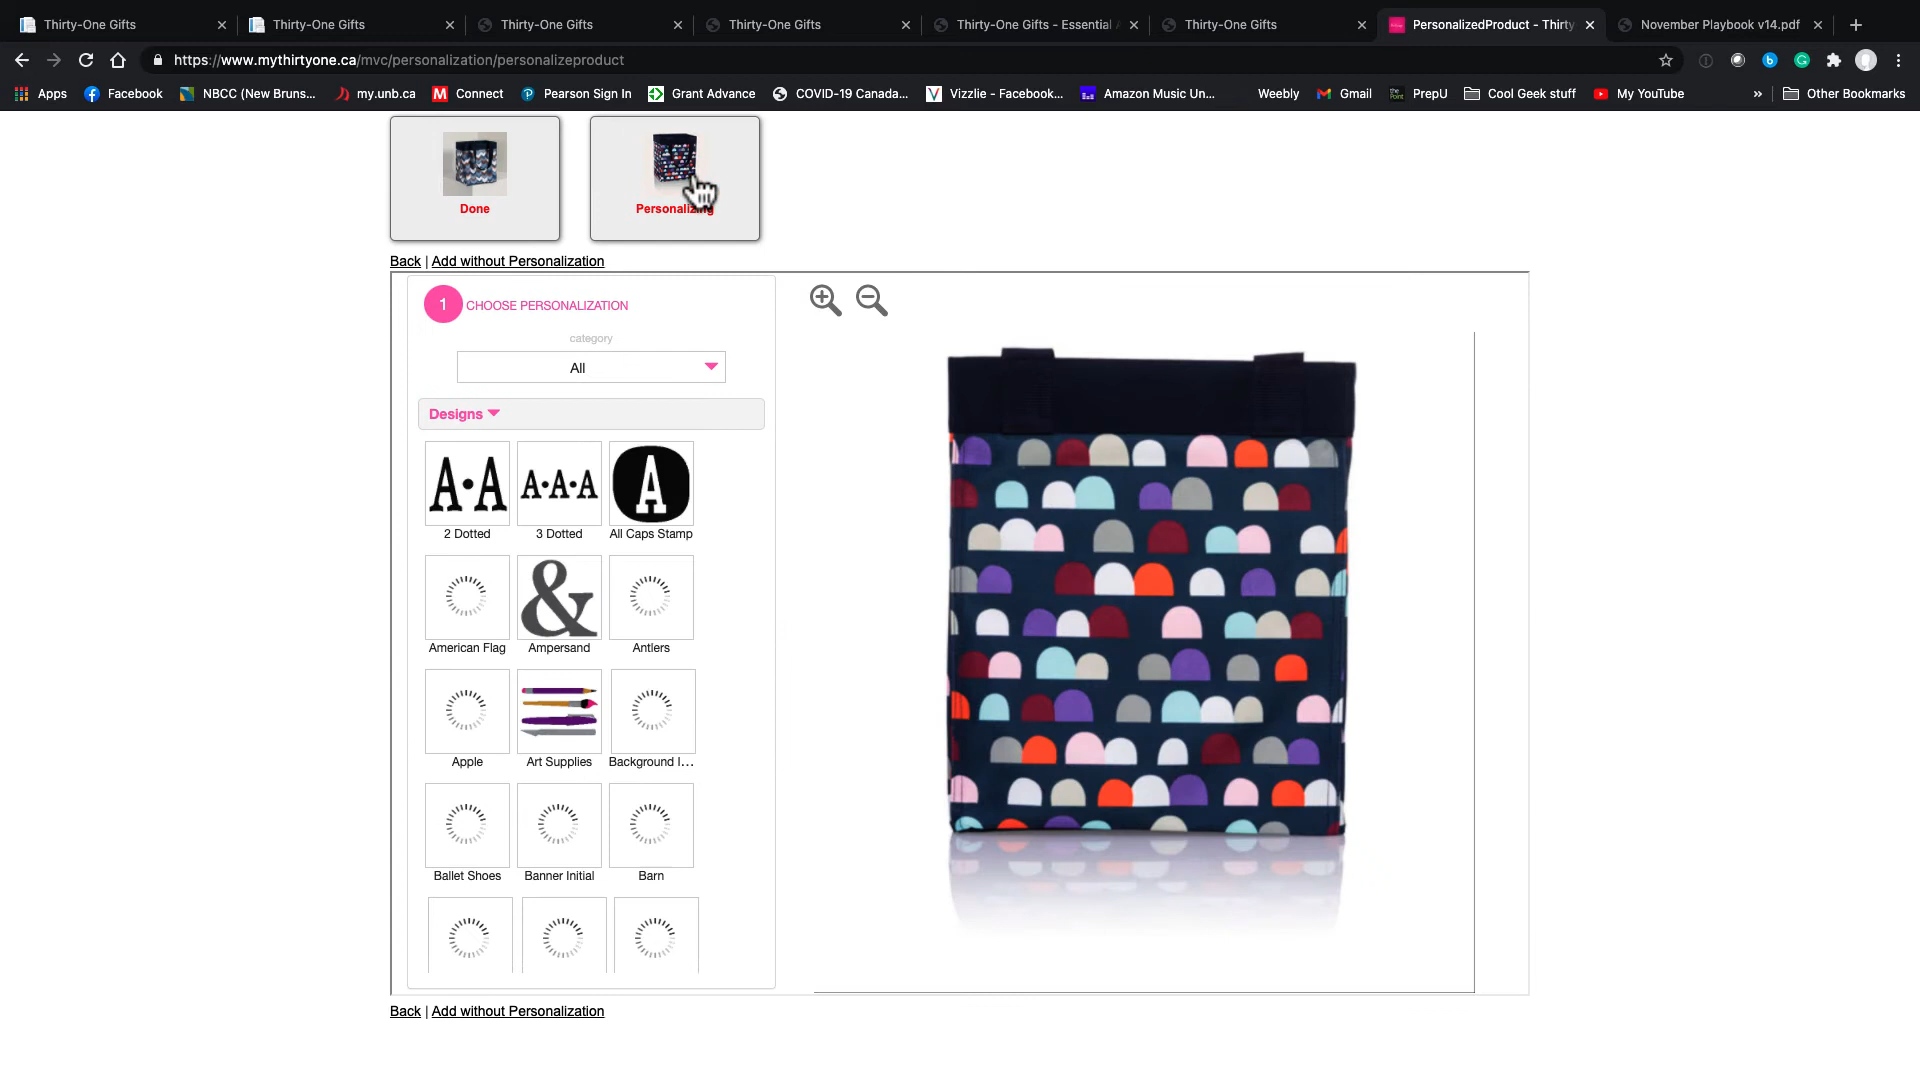 Thirty-One Gifts
Thirty-One Gifts
Thirty-One Gifts
Thirty-One Gifts
Thirty-One Gifts - Essential A
Thirty-One Gifts
PersonalizedProduct - Thirty
November Playbook v14.pdf
https://www.mythirtyone.ca/mvc/personalization/personalizeproduct
Apps
Facebook
NBCC (New Bruns...
my.unb.ca
Connect
Pearson Sign In
Grant Advance
COVID-19 Canada...
Vizzlie - Facebook...
Amazon Music Un...
Weebly
Gmail
PrepU
Cool Geek stuff
My YouTube
»
Other Bookmarks
Done
Personalizing
Back | Add without Personalization
1 CHOOSE PERSONALIZATION
category
All
Designs
A•A
A•A•A
A
2 Dotted
3 Dotted
All Caps Stamp
&
American Flag
Ampersand
Antlers
Apple
Art Supplies
Background I...
Ballet Shoes
Banner Initial
Barn
Back | Add without Personalization